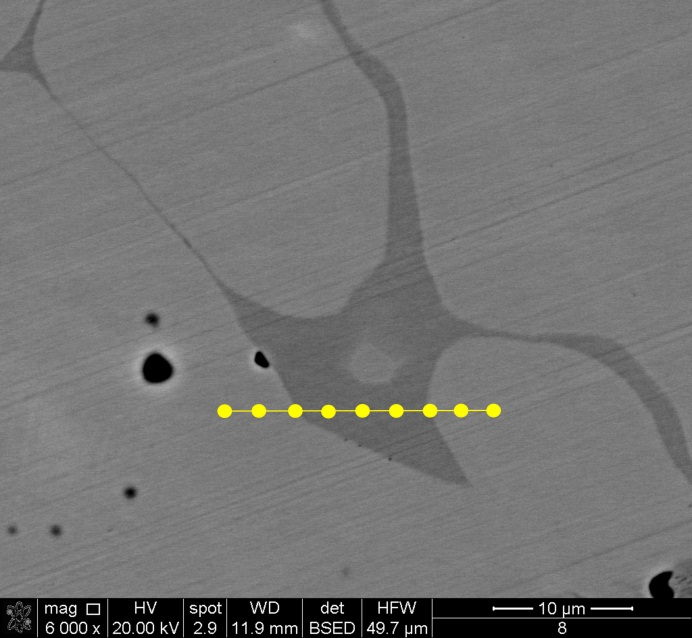 mag □ HV spot WD det HFW 10 µm
6 000 x 20.00 kV 2.9 11.9 mm BSED 49.7 µm 8